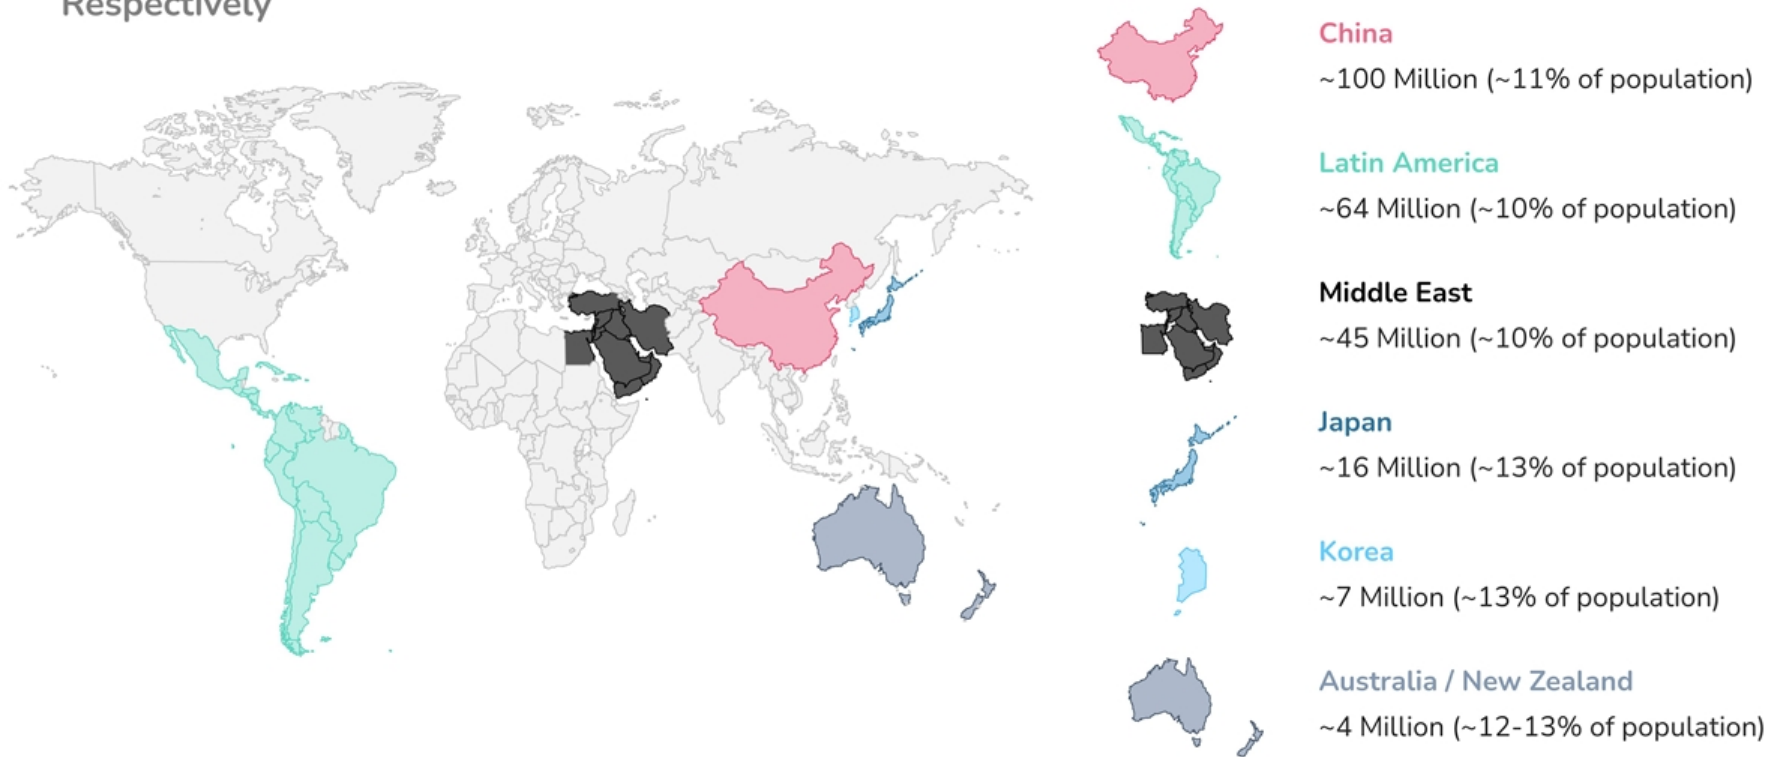 Respectively
China
~100 Million (~11% of population)
Latin America
~64 Million (~10% of population)
Middle East
~45 Million (~10% of population)
Japan
~16 Million (~13% of population)
Korea
~7 Million (~13% of population)
Australia / New Zealand
~4 Million (~12-13% of population)